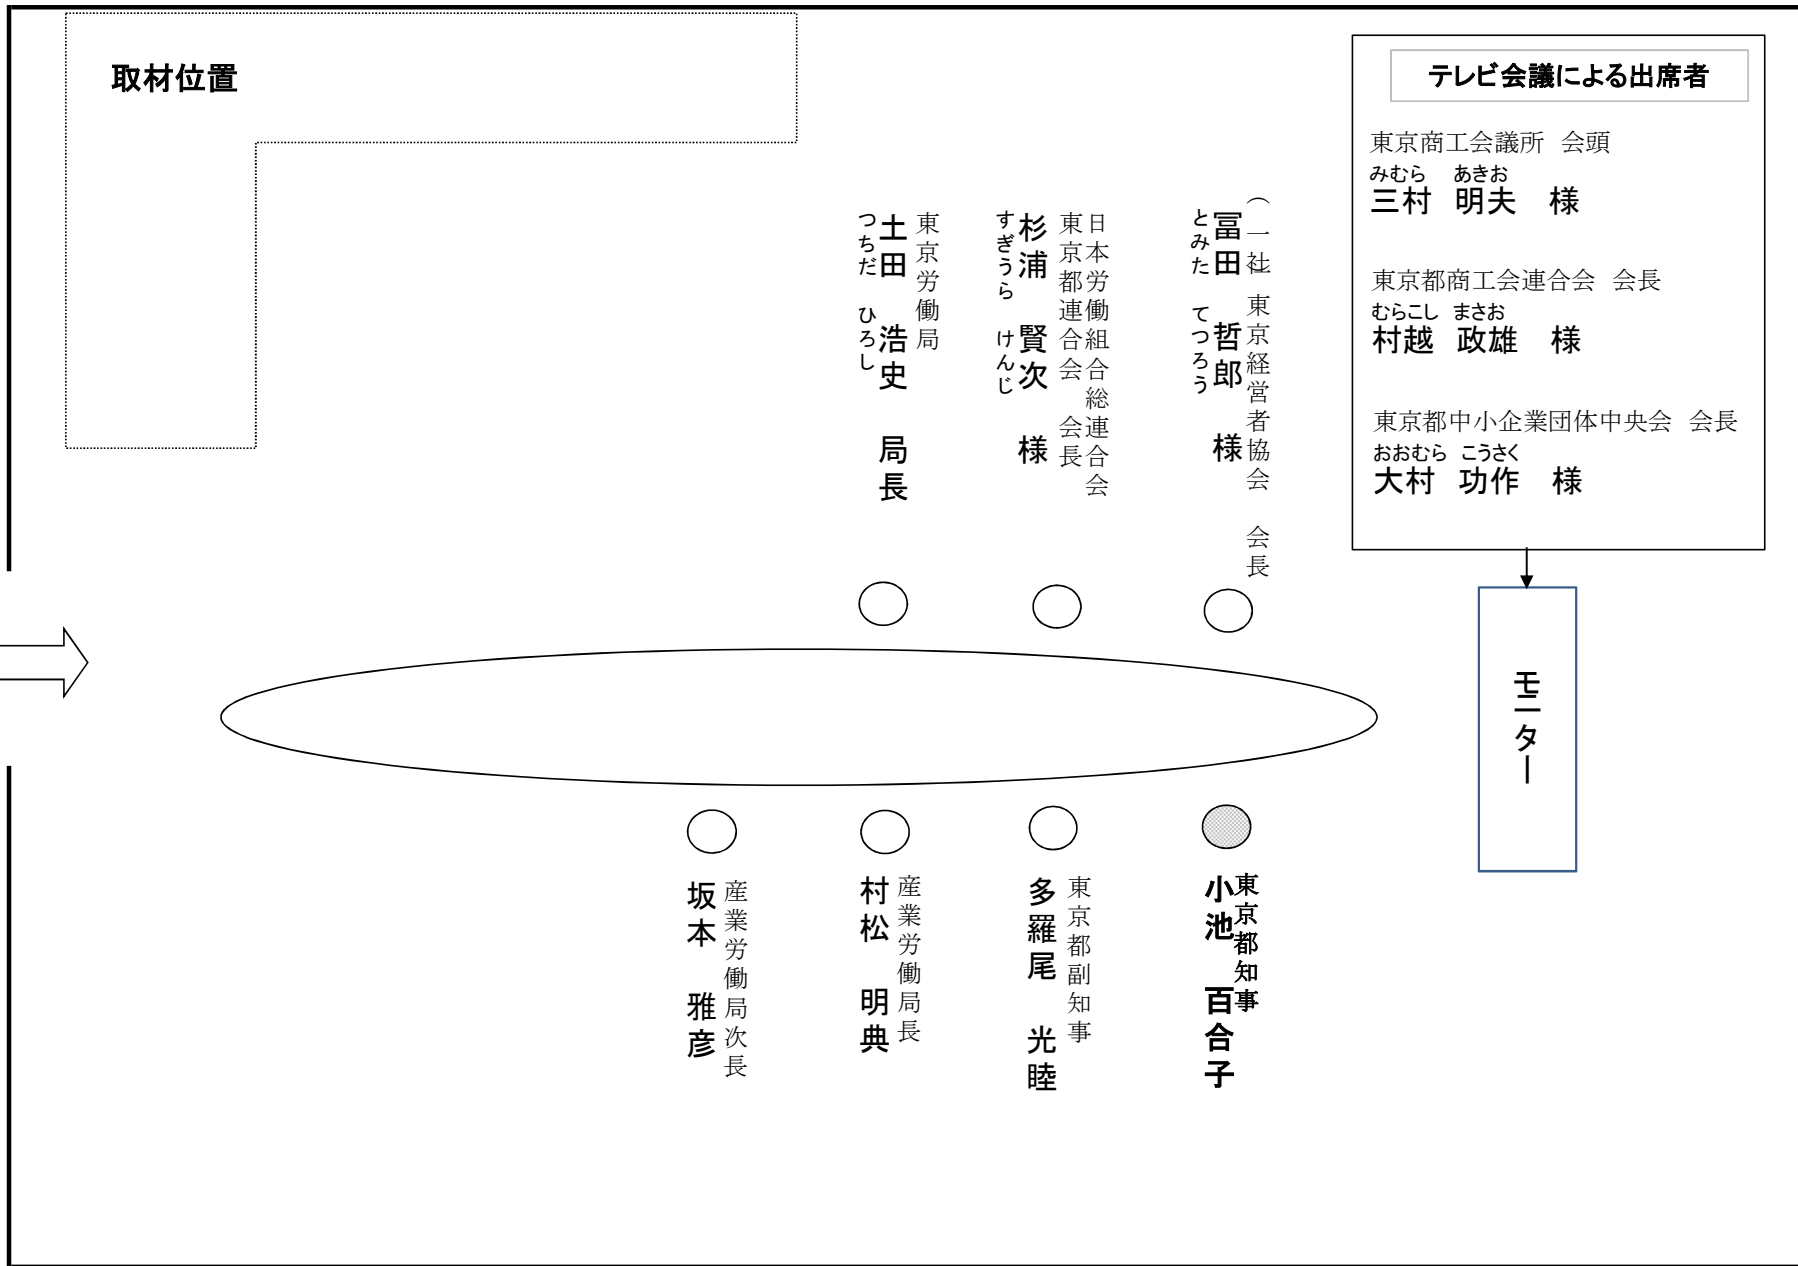 取材位置
テレビ会議による出席者
東京商工会議所 会頭
みむら あきお
三村 明夫 様
東京都商工会連合会 会長
むらこし まさお
村越 政雄 様
東京都中小企業団体中央会 会長
おおむら こうさく
大村 功作 様
（一社） 東京経営者協会 会長
冨田 哲郎 様
とみた てつろう
日本労働組合総連合会
東京都連合会 会長
杉浦 賢次 様
すぎうら けんじ
東京労働局
土田 浩史 局長
つちだ ひろし
モニター
東京都知事
小池 百合子
東京都副知事
多羅尾 光睦
産業労働局長
村松 明典
産業労働局次長
坂本 雅彦